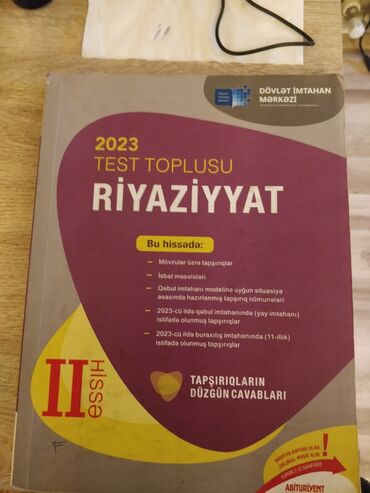 DÖVLƏT İMTAHAN
MƏRKƏZİ
2023
TEST TOPLUSU
RİYAZİYYAT
Bu hissədə:
Mövzular üzrə tapşırıqlar
İsbat məsələləri
Qəbul imtahanı modelinə uyğun situasiya
əsasında hazırlanmış tapşırıq nümunələri
2023-cü ildə qəbul imtahanında (yay imtahanı)
istifadə olunmuş tapşırıqlar
2023-cü ildə buraxılış imtahanında (11-illik)
istifadə olunmuş tapşırıqlar
II Hissə
TAPŞIRIQLARIN
DÜZGÜN CAVABLARI
ABİTURİYENT